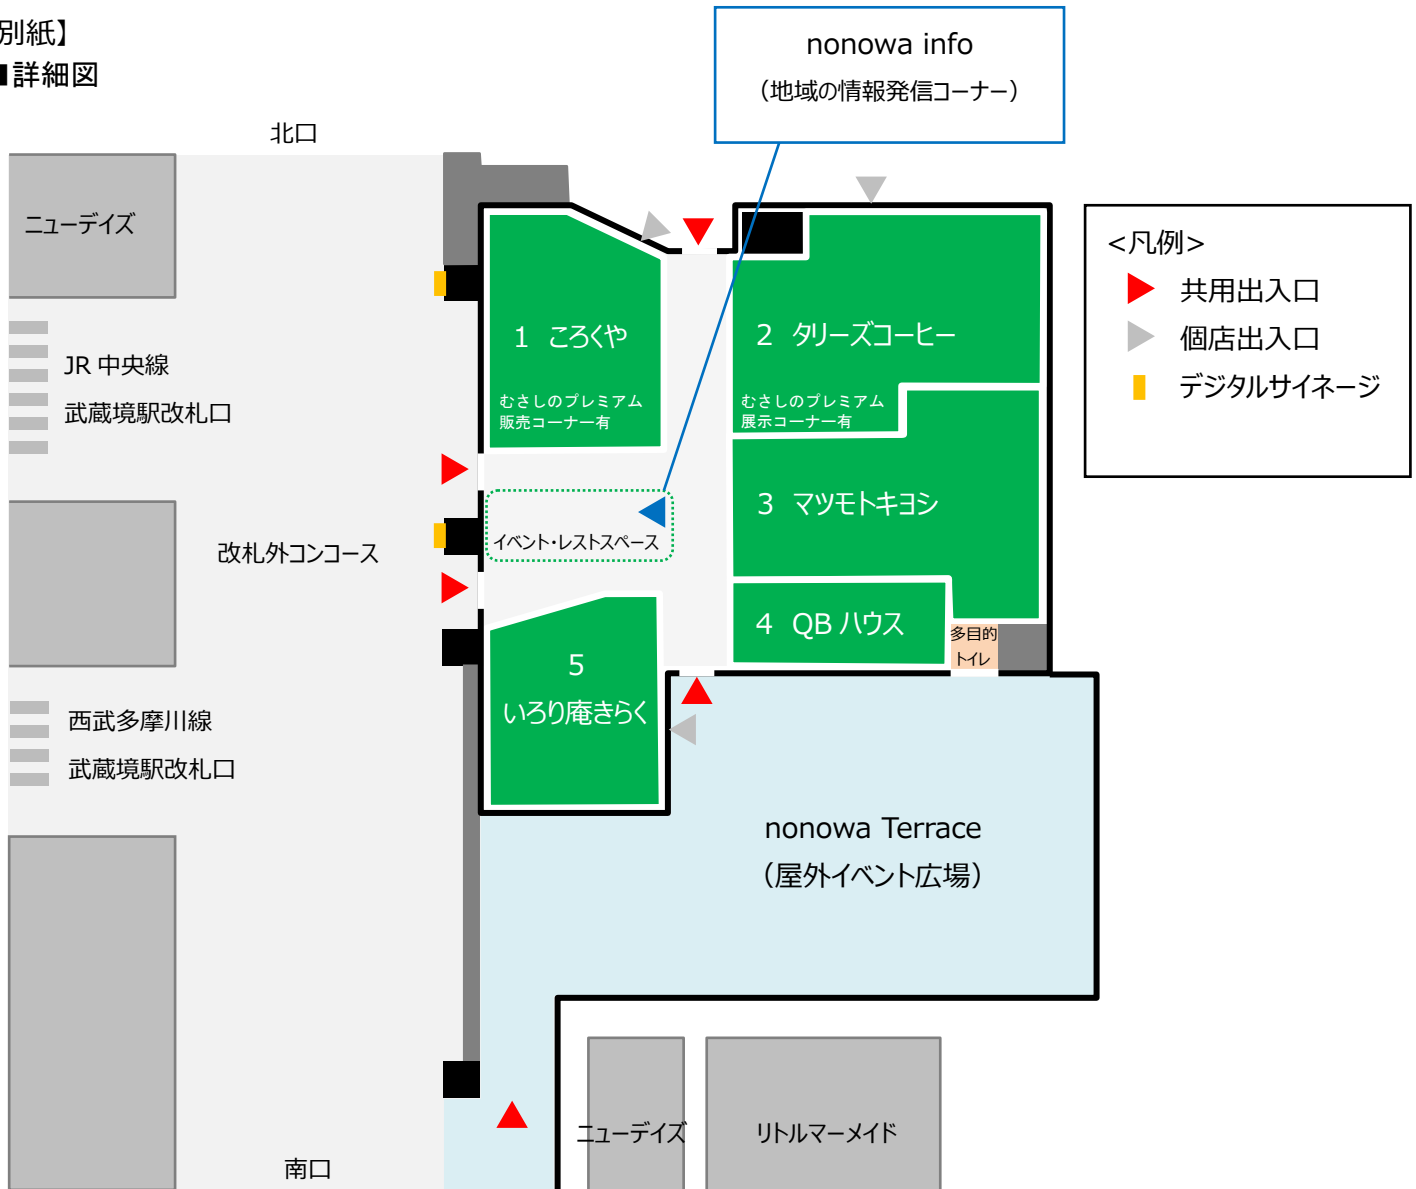 別紙】
■詳細図
nonowa info
（地域の情報発信コーナー）
北口
ニューデイズ
<凡例>
共用出入口
個店出入口
デジタルサイネージ
1 ころくや
むさしのプレミアム
販売コーナー有
2 タリーズコーヒー
むさしのプレミアム
展示コーナー有
JR 中央線
武蔵境駅改札口
3 マツモトキヨシ
改札外コンコース
イベント・レストスペース
4 QB ハウス
多目的
トイレ
5
いろり庵きらく
西武多摩川線
武蔵境駅改札口
nonowa Terrace
（屋外イベント広場）
ニューデイズ
リトルマーメイド
南口